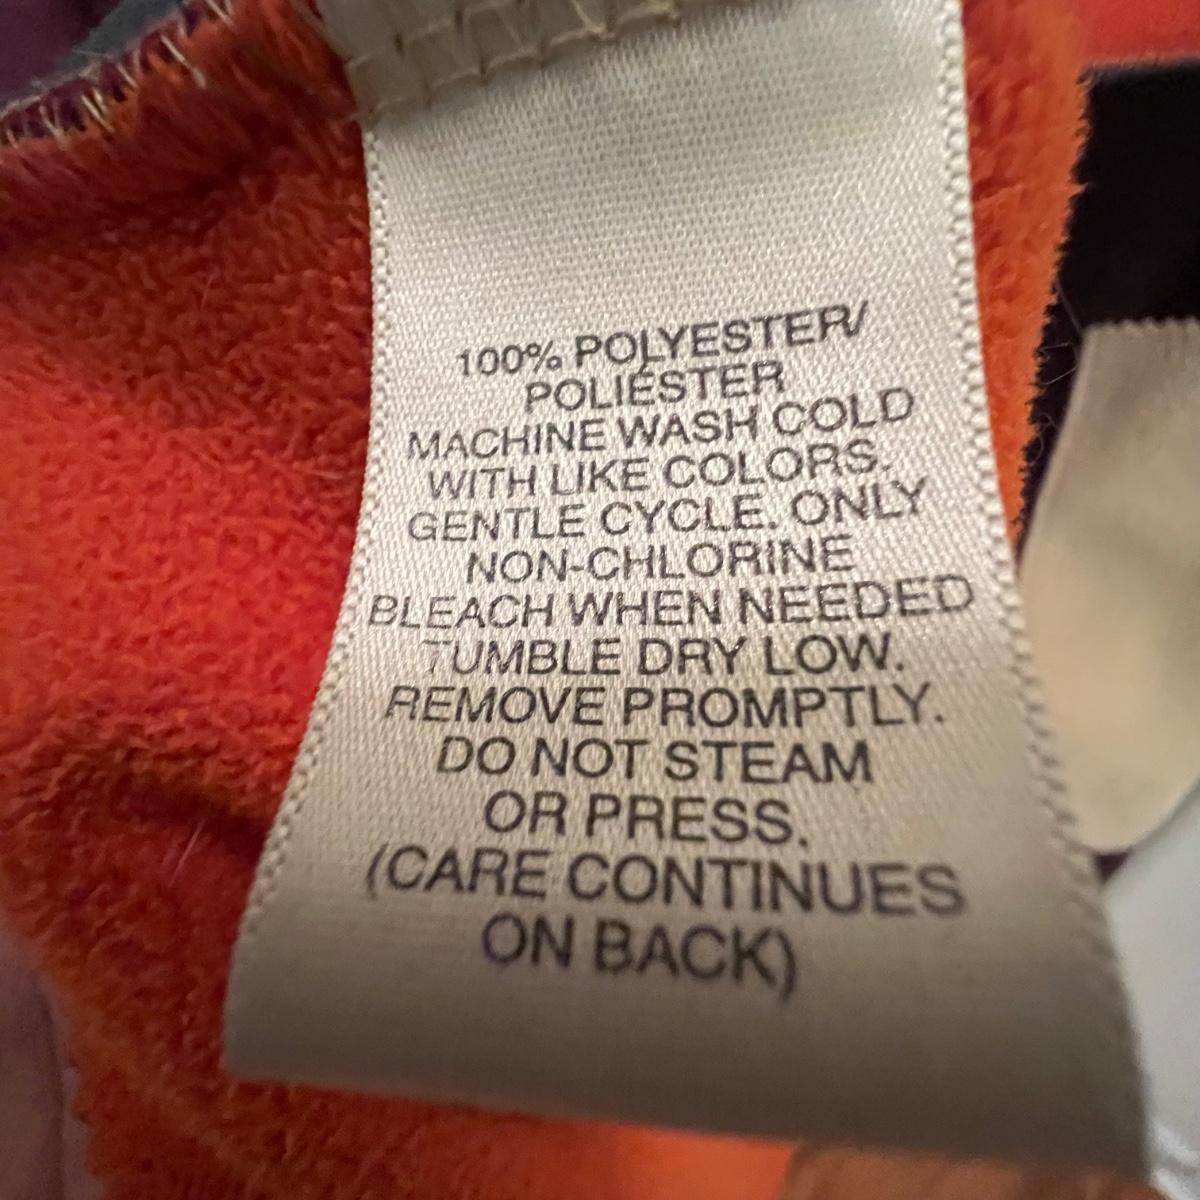 100% POLYESTER/
POLIÉSTER
MACHINE WASH COLD
WITH LIKE COLORS.
GENTLE CYCLE. ONLY
NON-CHLORINE
BLEACH WHEN NEEDED
TUMBLE DRY LOW.
REMOVE PROMPTLY.
DO NOT STEAM
OR PRESS.
(CARE CONTINUES
ON BACK)